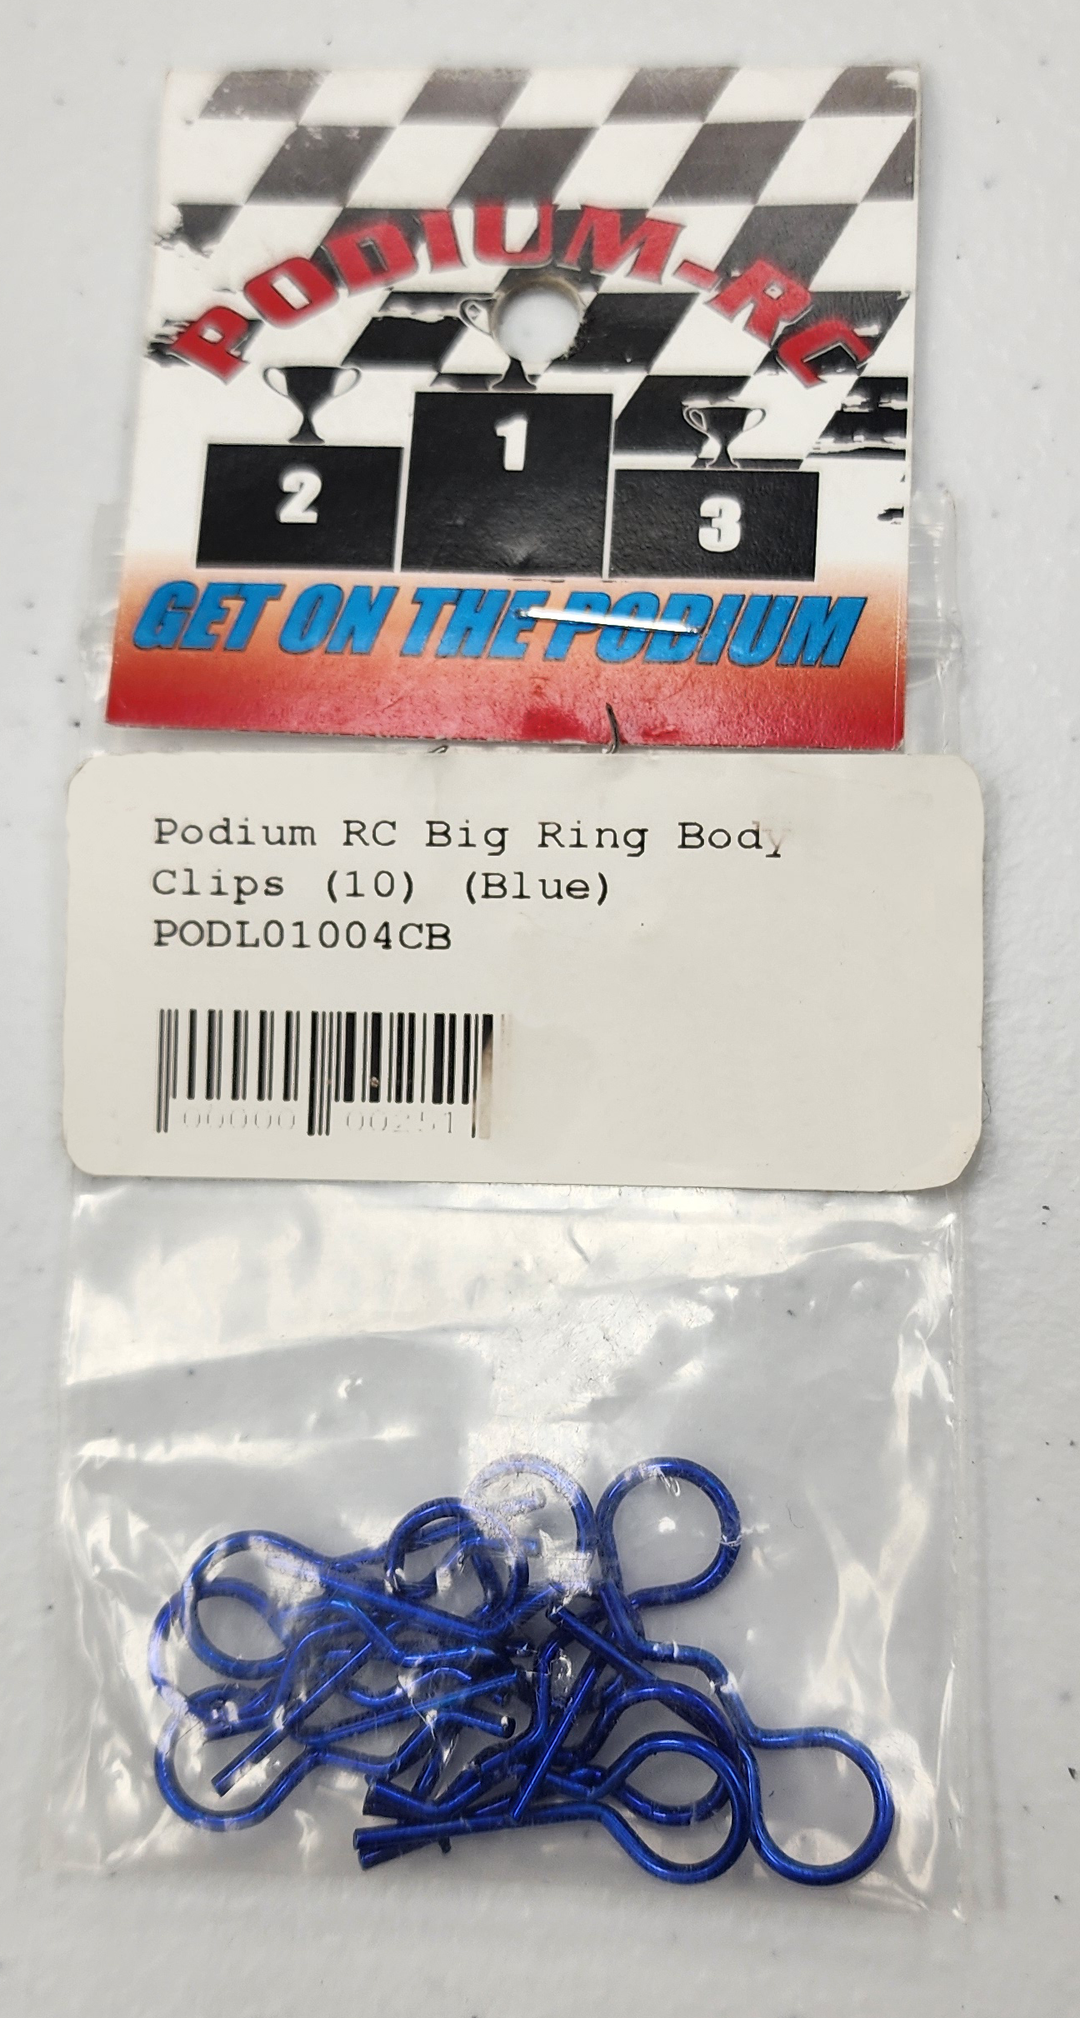 PODIUM-RC
1
2
3
GET ON THE PODIUM
Podium RC Big Ring Body
Clips (10) (Blue)
PODL01004CB
00000 00251